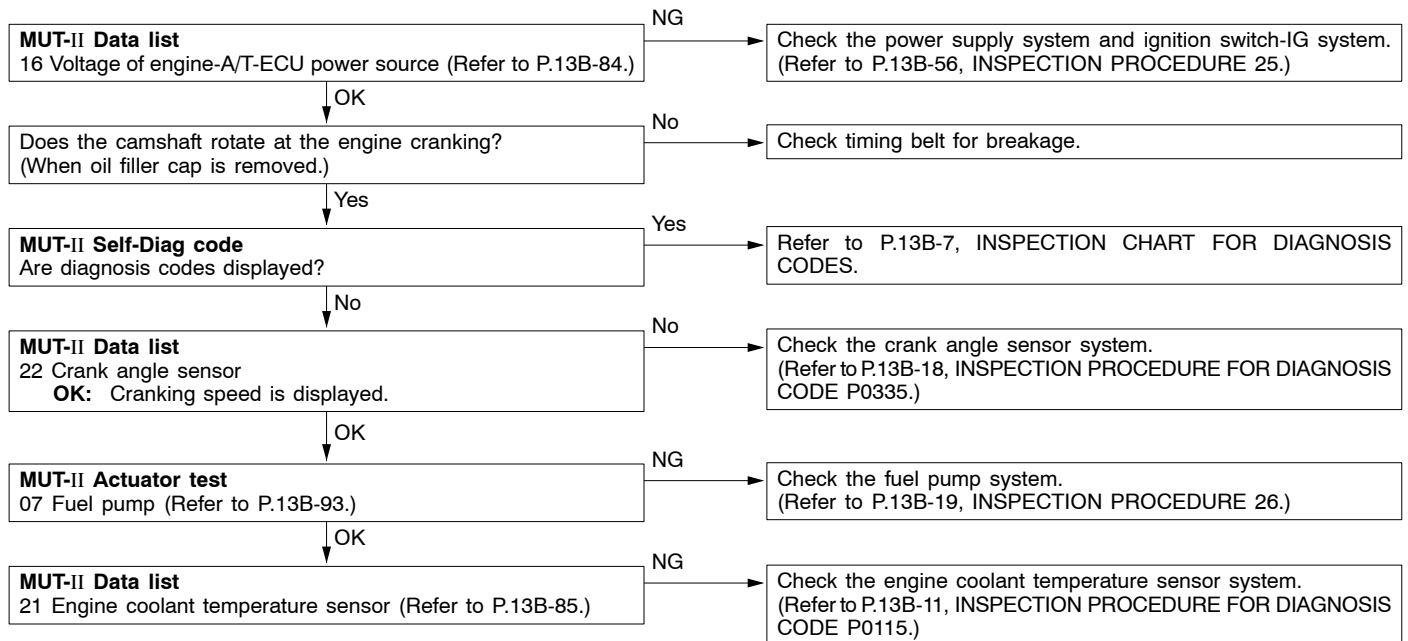 MUT-II Data list
16 Voltage of engine-A/T-ECU power source (Refer to P.13B-84.)
NG
Check the power supply system and ignition switch-IG system.
(Refer to P.13B-56, INSPECTION PROCEDURE 25.)
OK
Does the camshaft rotate at the engine cranking?
(When oil filler cap is removed.)
No
Check timing belt for breakage.
Yes
MUT-II Self-Diag code
Are diagnosis codes displayed?
Yes
Refer to P.13B-7, INSPECTION CHART FOR DIAGNOSIS
CODES.
No
MUT-II Data list
22 Crank angle sensor
OK: Cranking speed is displayed.
No
Check the crank angle sensor system.
(Refer to P.13B-18, INSPECTION PROCEDURE FOR DIAGNOSIS
CODE P0335.)
OK
MUT-II Actuator test
07 Fuel pump (Refer to P.13B-93.)
NG
Check the fuel pump system.
(Refer to P.13B-19, INSPECTION PROCEDURE 26.)
OK
MUT-II Data list
21 Engine coolant temperature sensor (Refer to P.13B-85.)
NG
Check the engine coolant temperature sensor system.
(Refer to P.13B-11, INSPECTION PROCEDURE FOR DIAGNOSIS
CODE P0115.)